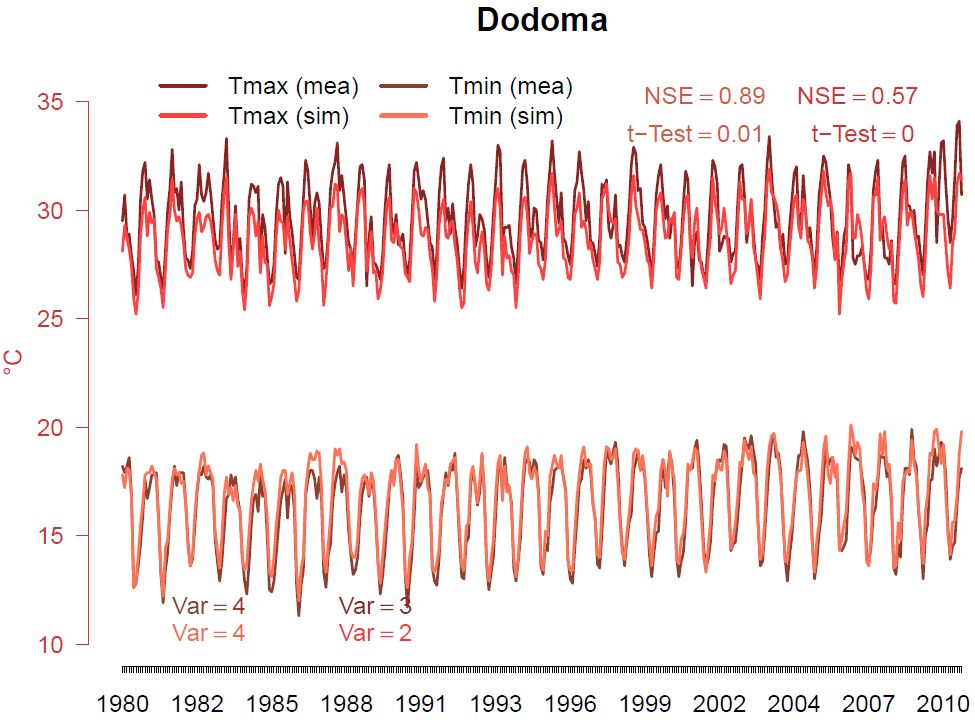 Dodoma
Tmax (mea) Tmin (mea)
Tmax (sim) Tmin (sim)
NSE = 0.89 NSE = 0.57
t−Test = 0.01 t−Test = 0
35
30
25
°C
20
15
10
Var = 4 Var = 3
Var = 4 Var = 2
1980 1982 1985 1988 1991 1993 1996 1999 2002 2004 2007 2010